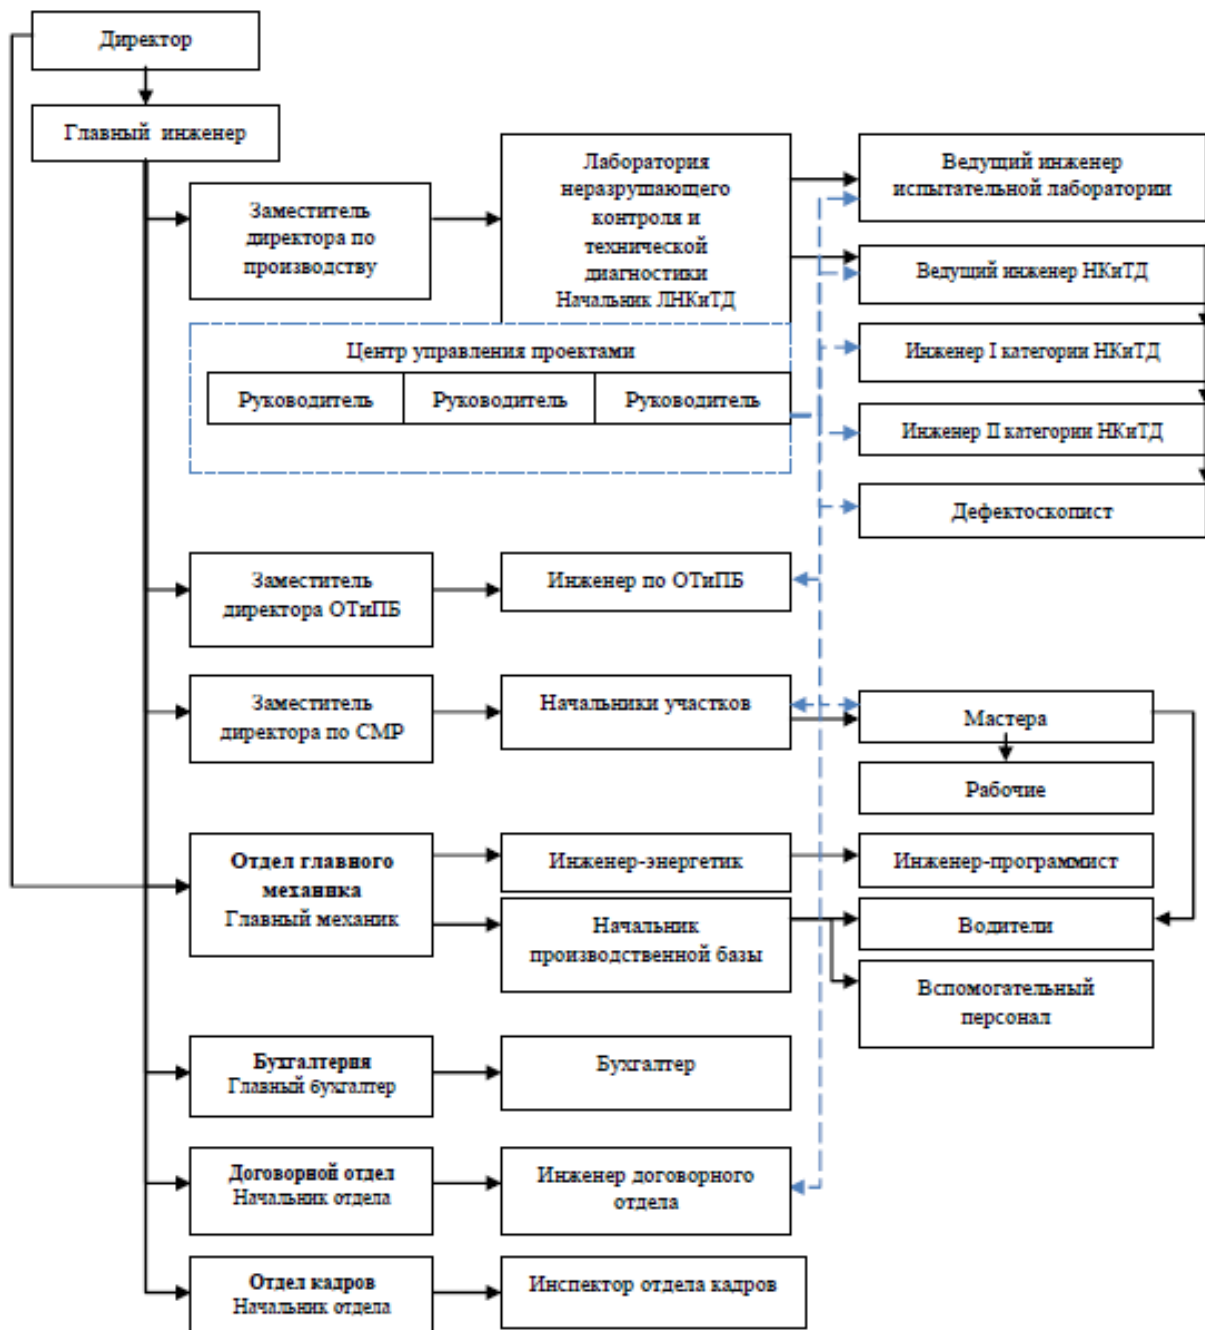 Директор
Главный инженер
Заместитель
директора по
производству
Лаборатория
неразрушающего
контроля и
технической
диагностики
Начальник ЛНКиТД
Ведущий инженер
испытательной лаборатории
Ведущий инженер НКиТД
Центр управления проектами
Руководитель
Руководитель
Руководитель
Инженер I категории НКиТД
Инженер II категории НКиТД
Дефектоскопист
Заместитель
директора ОТиПБ
Инженер по ОТиПБ
Заместитель
директора по СМР
Начальники участков
Мастера
Рабочие
Отдел главного
механика
Главный механик
Инженер-энергетик
Инженер-программист
Начальник
производственной базы
Водители
Вспомогательный
персонал
Бухгалтерия
Главный бухгалтер
Бухгалтер
Договорной отдел
Начальник отдела
Инженер договорного
отдела
Отдел кадров
Начальник отдела
Инспектор отдела кадров